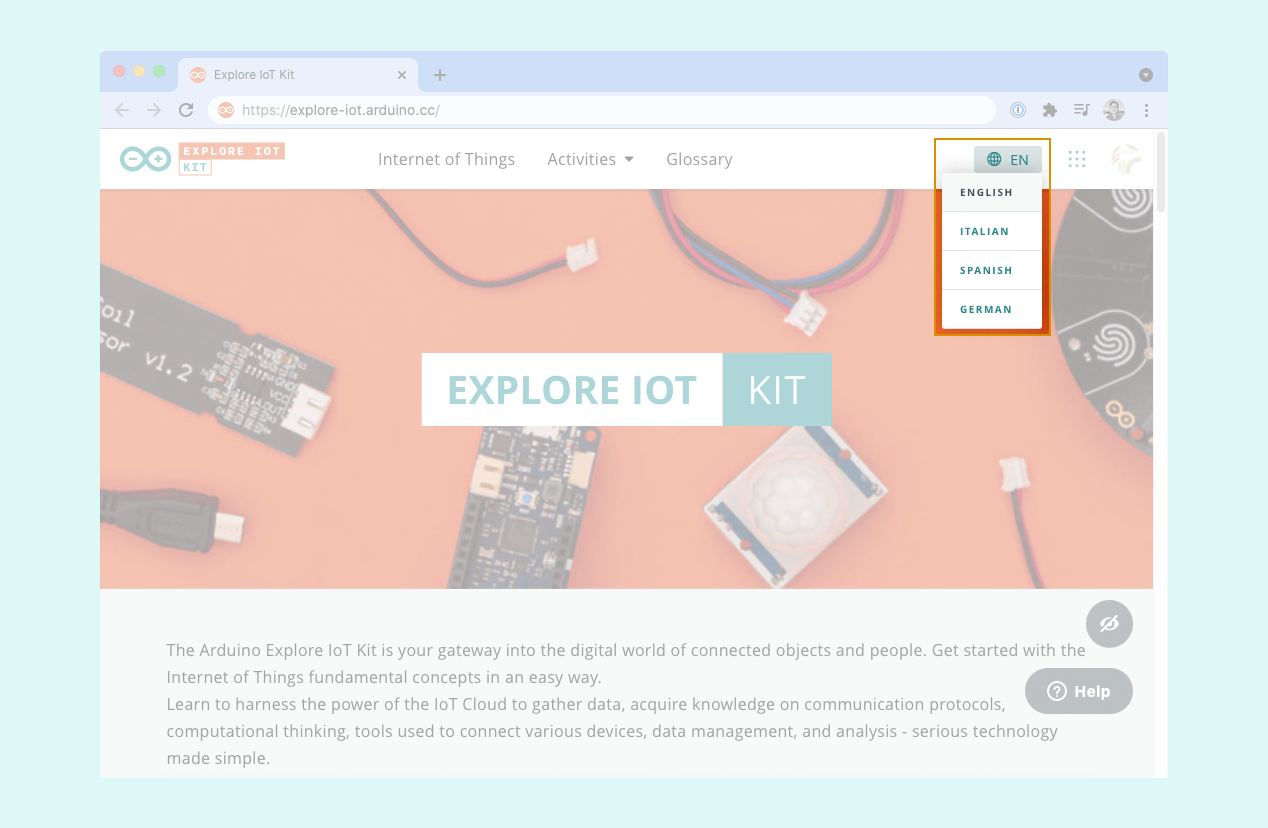 Explore IoT Kit
https://explore-iot.arduino.cc/
EXPLORE IOT
KIT
Internet of Things
Activities
Glossary
EN
ENGLISH
ITALIAN
SPANISH
GERMAN
oil
sor v1.2
GND
VCC
OUT
EXPLORE IOT
KIT
The Arduino Explore IoT Kit is your gateway into the digital world of connected objects and people. Get started with the
Internet of Things fundamental concepts in an easy way.
Learn to harness the power of the IoT Cloud to gather data, acquire knowledge on communication protocols,
computational thinking, tools used to connect various devices, data management, and analysis - serious technology
made simple.
Help